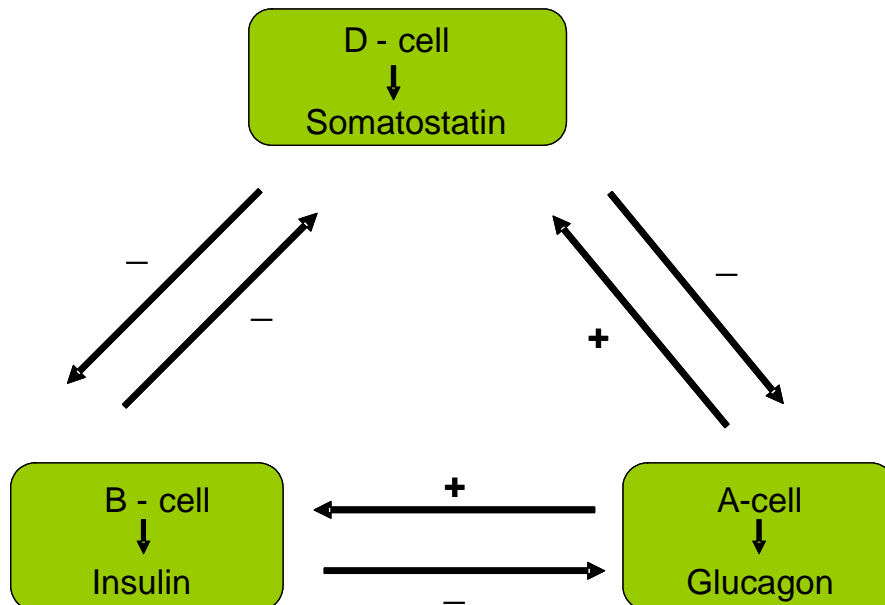 D - cell
Somatostatin
–
–
–
+
+
B - cell
Insulin
A-cell
Glucagon
–